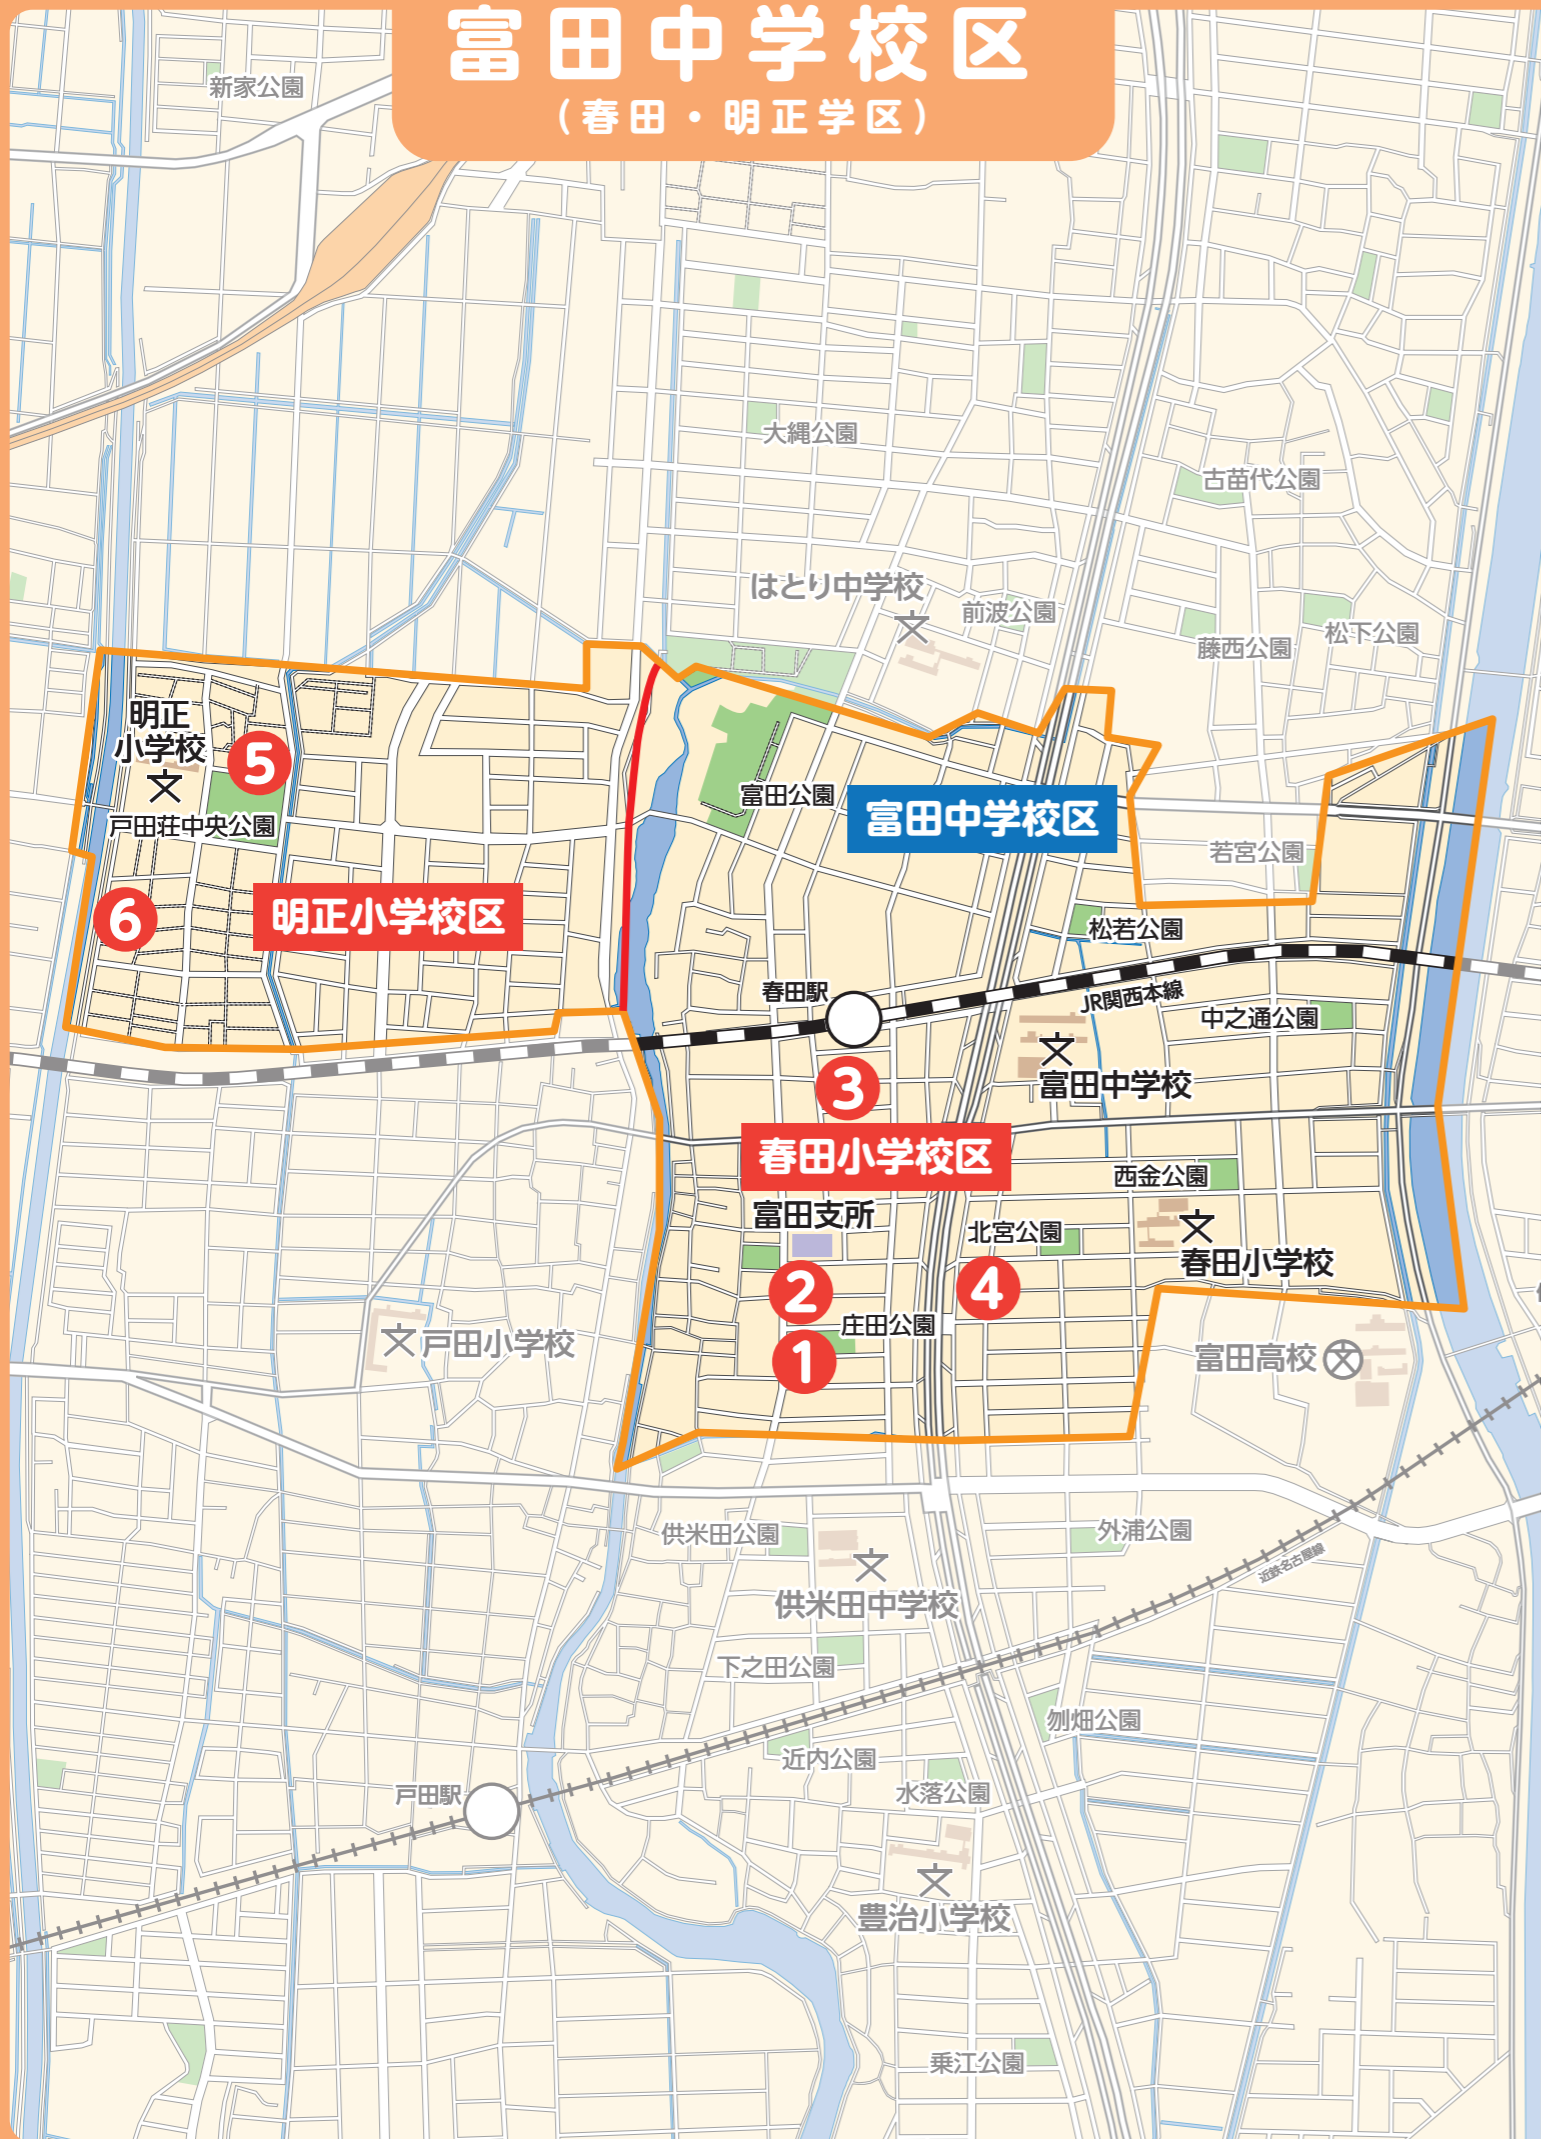 富田中学校区
(春田・明正学区)
新家公園
大縄公園
古苗代公園
はとり中学校
前波公園
藤西公園
松下公園
明正
小学校
5
戸田荘中央公園
富田公園
富田中学校区
若宮公園
6
明正小学校区
松若公園
春田駅
JR関西本線
中之通公園
富田中学校
3
春田小学校区
西金公園
富田支所
北宮公園
春田小学校
2
4
庄田公園
1
戸田小学校
富田高校
供米田公園
外浦公園
近鉄名古屋線
供米田中学校
下之田公園
刎畑公園
近内公園
戸田駅
水落公園
豊治小学校
乗江公園